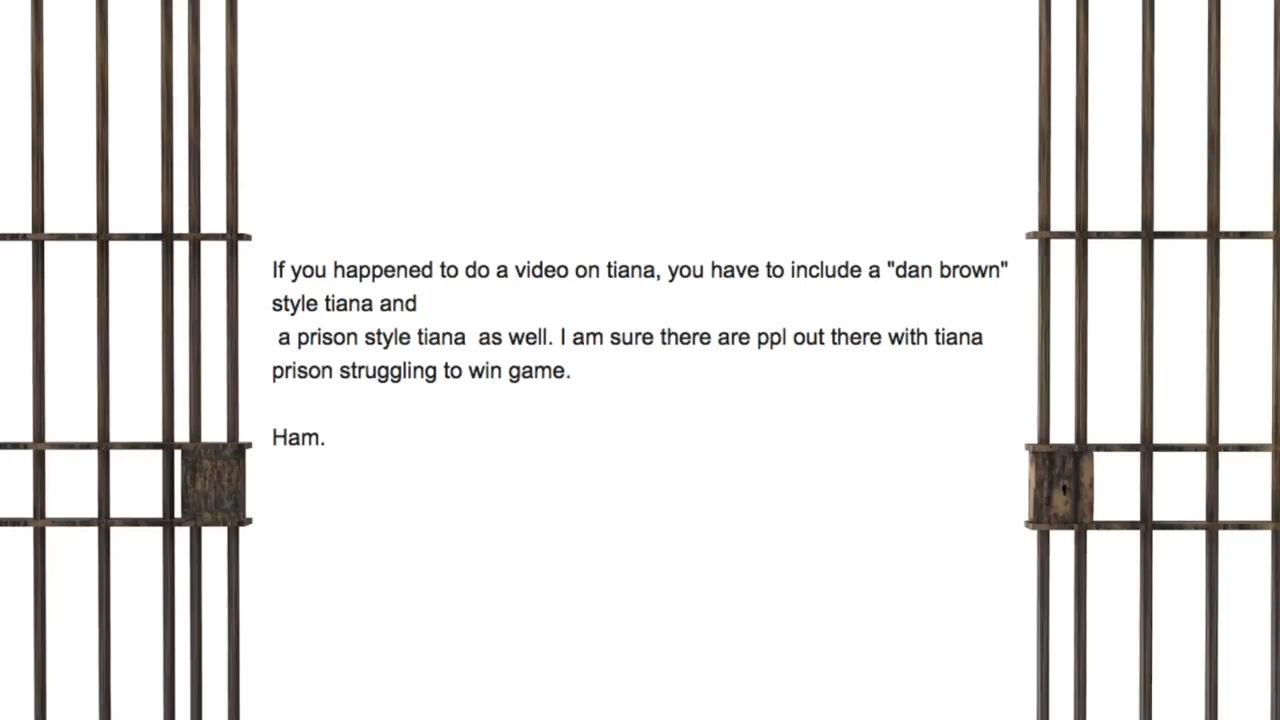 If you happened to do a video on tiana, you have to include a "dan brown"
style tiana and
a prison style tiana  as well. I am sure there are ppl out there with tiana
prison struggling to win game.
Ham.